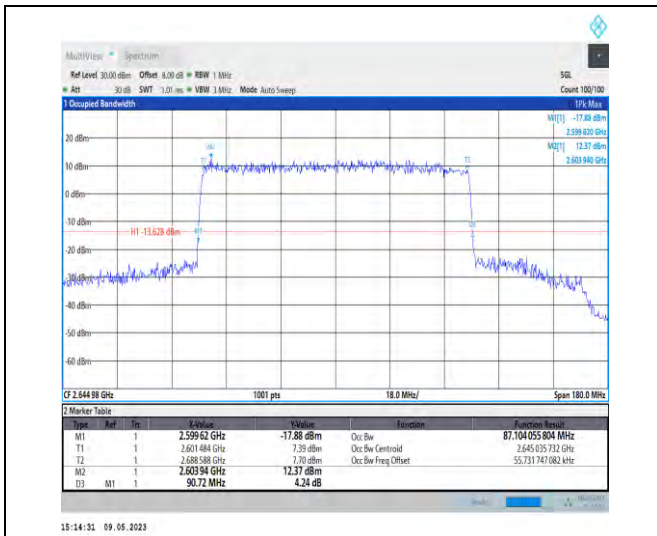 MultiView Spectrum
Ref Level 30.00 dBm Offset 8.00 dB RBW 1 MHz SGL
Att 30 dB SWT 1.01 ms VBW 3 MHz Mode Auto Sweep Count 100/100
1 Occupied Bandwidth 1Pk Max
M1[1] -17.88 dBm
2.599 620 GHz
M2[1] 12.37 dBm
2.603 940 GHz
20 dBm
M2
T1 T2
10 dBm
0 dBm
-10 dBm
H1 -13.628 dBm M1 D3
-20 dBm
-30 dBm
-40 dBm
-50 dBm
-60 dBm
CF 2.644 98 GHz 1001 pts 18.0 MHz/ Span 180.0 MHz
2 Marker Table
Type Ref Trc X-Value Y-Value Function Function Result
M1 1 2.599 62 GHz -17.88 dBm Occ Bw 87.104 055 804 MHz
T1 1 2.601 484 GHz 7.39 dBm Occ Bw Centroid 2.645 035 732 GHz
T2 1 2.688 588 GHz 7.70 dBm Occ Bw Freq Offset 55.731 747 082 kHz
M2 1 2.603 94 GHz 12.37 dBm
D3 M1 1 90.72 MHz 4.24 dB
15:14:31 09.05.2023